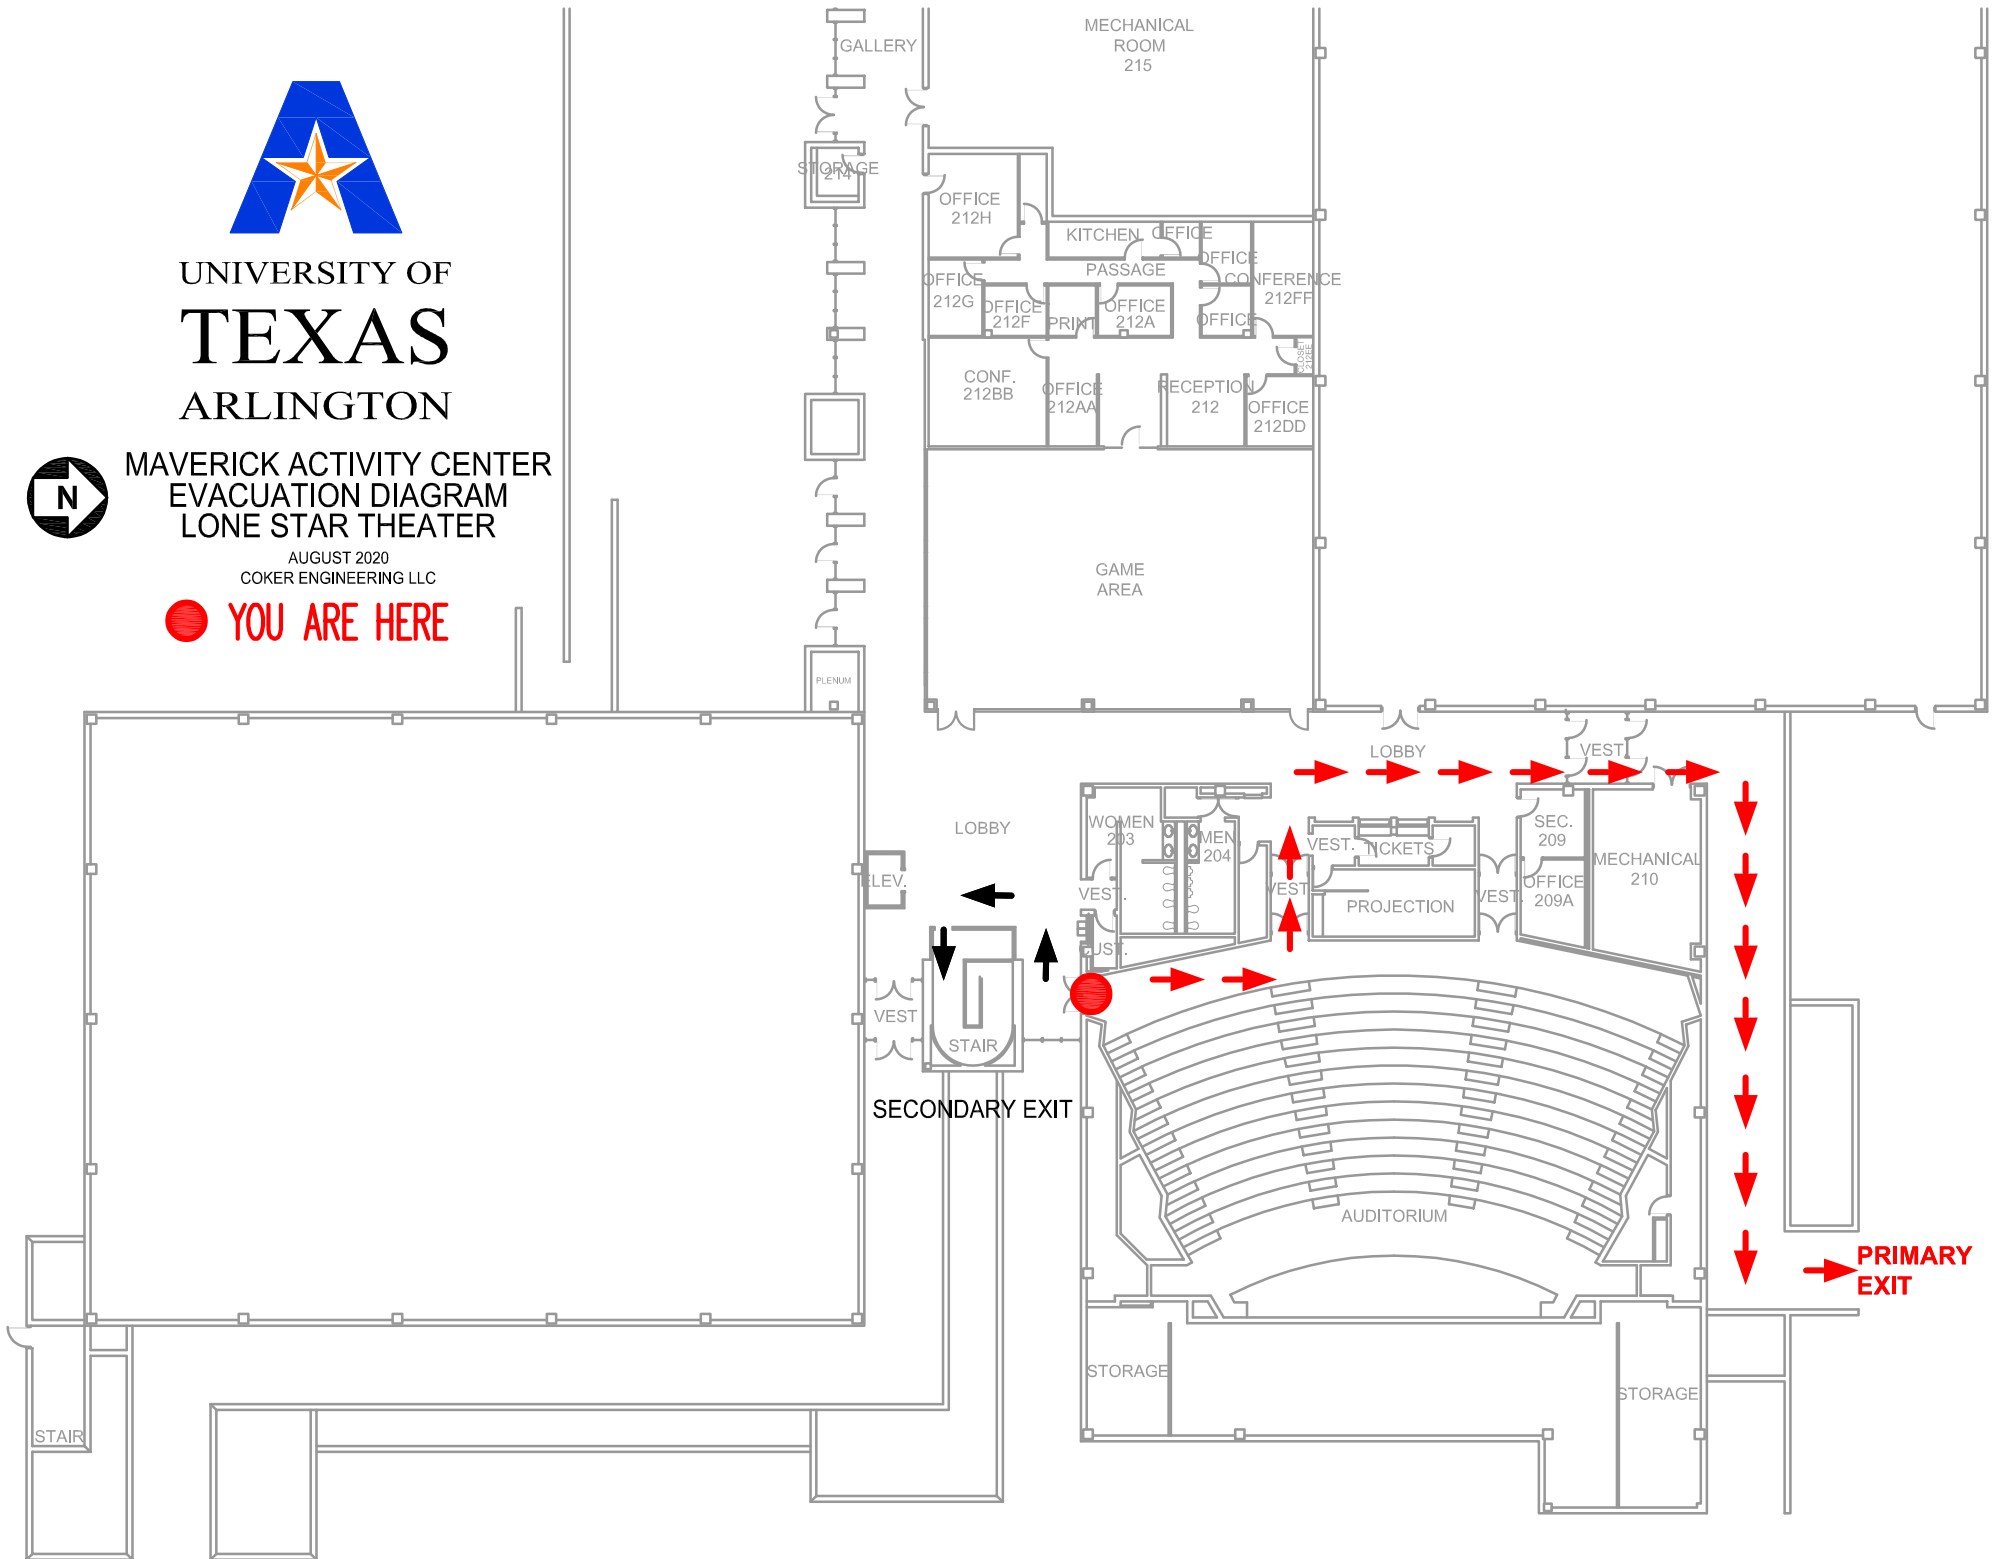 UNIVERSITY OF
TEXAS
ARLINGTON
N
MAVERICK ACTIVITY CENTER
EVACUATION DIAGRAM
LONE STAR THEATER
AUGUST 2020
COKER ENGINEERING LLC
YOU ARE HERE
GALLERY
MECHANICAL
ROOM
215
STORAGE
214
OFFICE
212H
KITCHEN
OFFICE
OFFICE
PASSAGE
CONFERENCE
212FF
OFFICE
212G
OFFICE
212F
PRINT
OFFICE
212A
OFFICE
CLOSET
212EE
CONF.
212BB
OFFICE
212AA
RECEPTION
212
OFFICE
212DD
GAME
AREA
PLENUM
LOBBY
VEST.
LOBBY
WOMEN
203
MEN
204
VEST.
TICKETS
SEC.
209
MECHANICAL
210
ELEV.
VEST.
VEST.
PROJECTION
VEST.
OFFICE
209A
CUST.
VEST
STAIR
SECONDARY EXIT
AUDITORIUM
PRIMARY
EXIT
STORAGE
STORAGE
STAIR